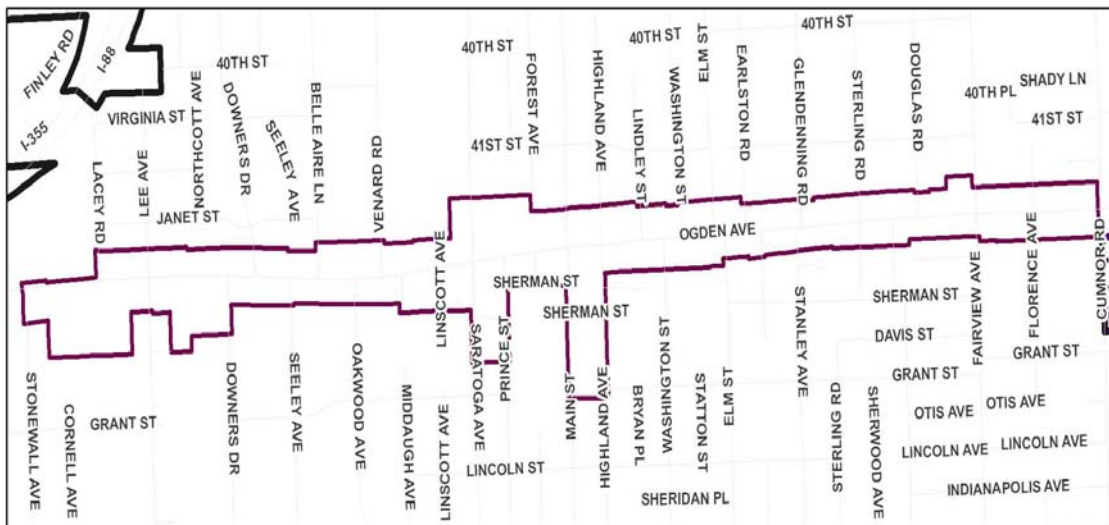 FINLEY RD
I-88
I-355
40TH ST
VIRGINIA ST
NORTHCOTT AVE
DOWNERS DR
SEELEY AVE
BELLE AIRE LN
VENARD RD
LEE AVE
LACEY RD
JANET ST
40TH ST
41ST ST
FOREST AVE
HIGHLAND AVE
40TH ST
LINDLEY ST
WASHINGTON ST
ELM ST
EARLSTON RD
GLENDENNING RD
40TH ST
STERLING RD
DOUGLAS RD
40TH PL
SHADY LN
41ST ST
LINSCOTT AVE
OGDEN AVE
SHERMAN ST
SHERMAN ST
SARATOGA AVE
PRINCE ST
MAIN ST
HIGHLAND AVE
STANLEY AVE
SHERMAN ST
DAVIS ST
GRANT ST
FAIRVIEW AVE
FLORENCE AVE
CUMNOR RD
GRANT ST
STONEWALL AVE
CORNELL AVE
GRANT ST
DOWNERS DR
SEELEY AVE
OAKWOOD AVE
MIDDAUGH AVE
LINSCOTT AVE
LINCOLN ST
BRYAN PL
WASHINGTON ST
STATTON ST
ELM ST
SHERIDAN PL
STERLING RD
SHERWOOD AVE
OTIS AVE
OTIS AVE
LINCOLN AVE
LINCOLN AVE
INDIANAPOLIS AVE